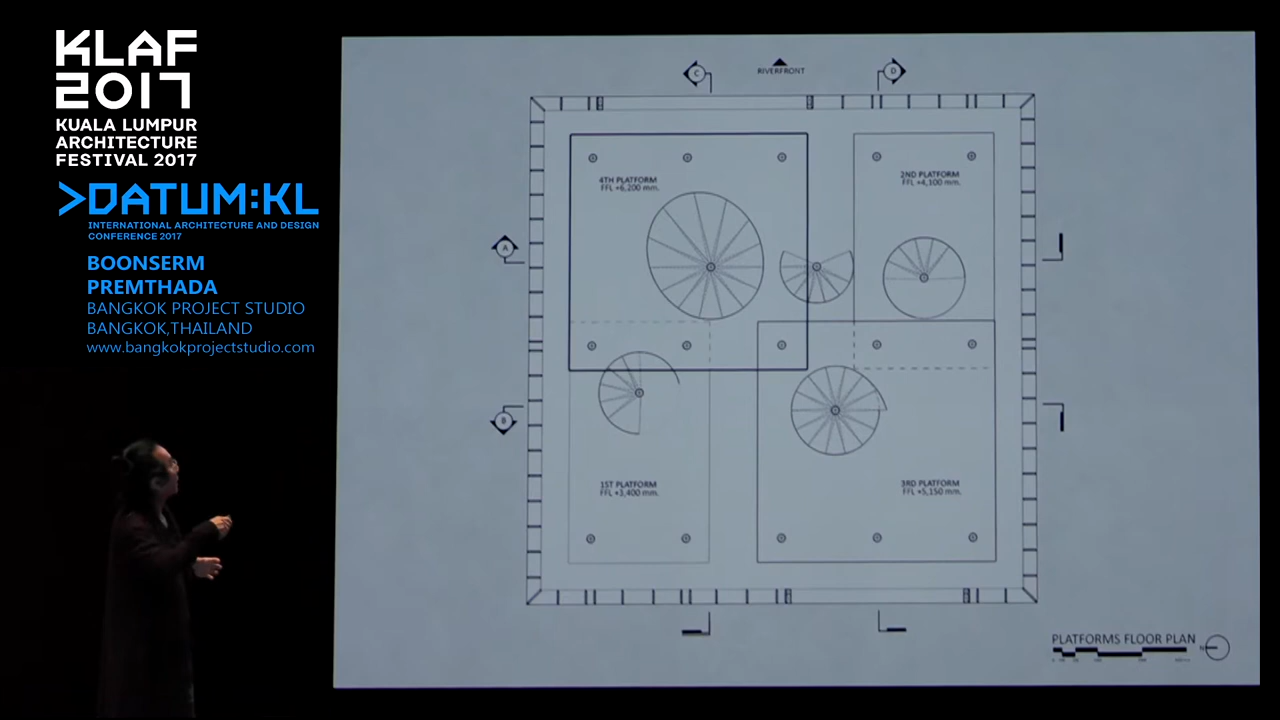 KLAF
2017
KUALA LUMPUR
ARCHITECTURE
FESTIVAL 2017
>DATUM:KL
INTERNATIONAL ARCHITECTURE AND DESIGN
CONFERENCE 2017
BOONSERM
PREMTHADA
BANGKOK PROJECT STUDIO
BANGKOK,THAILAND
www.bangkokprojectstudio.com
C
RIVERFRONT
D
4TH PLATFORM
FFL +6,200 mm.
2ND PLATFORM
FFL +4,100 mm.
A
B
1ST PLATFORM
FFL +3,400 mm.
3RD PLATFORM
FFL +5,150 mm.
PLATFORMS FLOOR PLAN
N